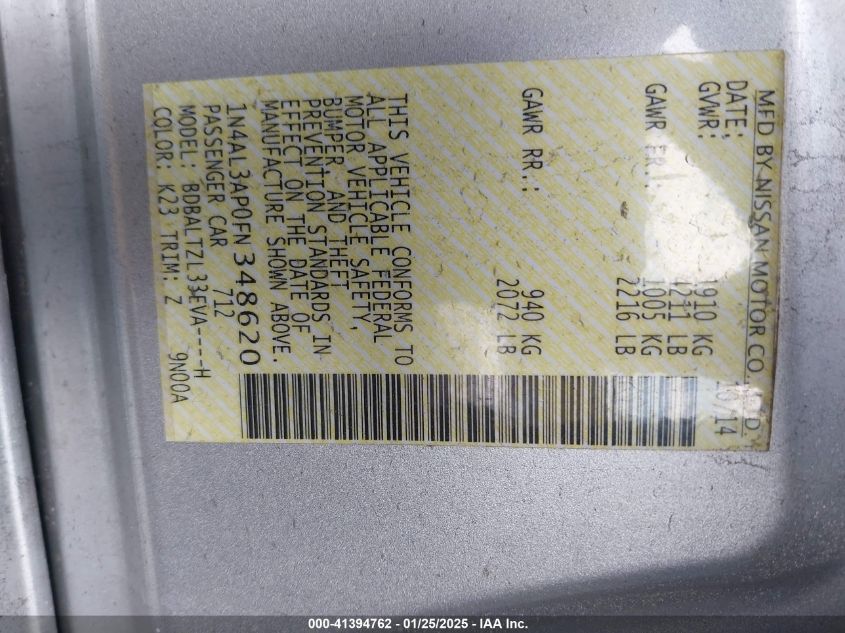 MFD BY NISSAN MOTOR CO.
DATE: 10/14
GVWR: 1910 KG
4211 LB
GAWR FR.: 1005 KG
2216 LB
GAWR RR.: 940 KG
2072 LB
THIS VEHICLE CONFORMS TO
ALL APPLICABLE FEDERAL
MOTOR VEHICLE SAFETY,
BUMPER, AND THEFT
PREVENTION STANDARDS IN
EFFECT ON THE DATE OF
MANUFACTURE SHOWN ABOVE.
1N4AL3AP0FN348620
PASSENGER CAR 712
MODEL: BDBALTZL33EVA----H
COLOR: K23 TRIM: Z 9N00A
000-41394762 - 01/25/2025 - IAA Inc.